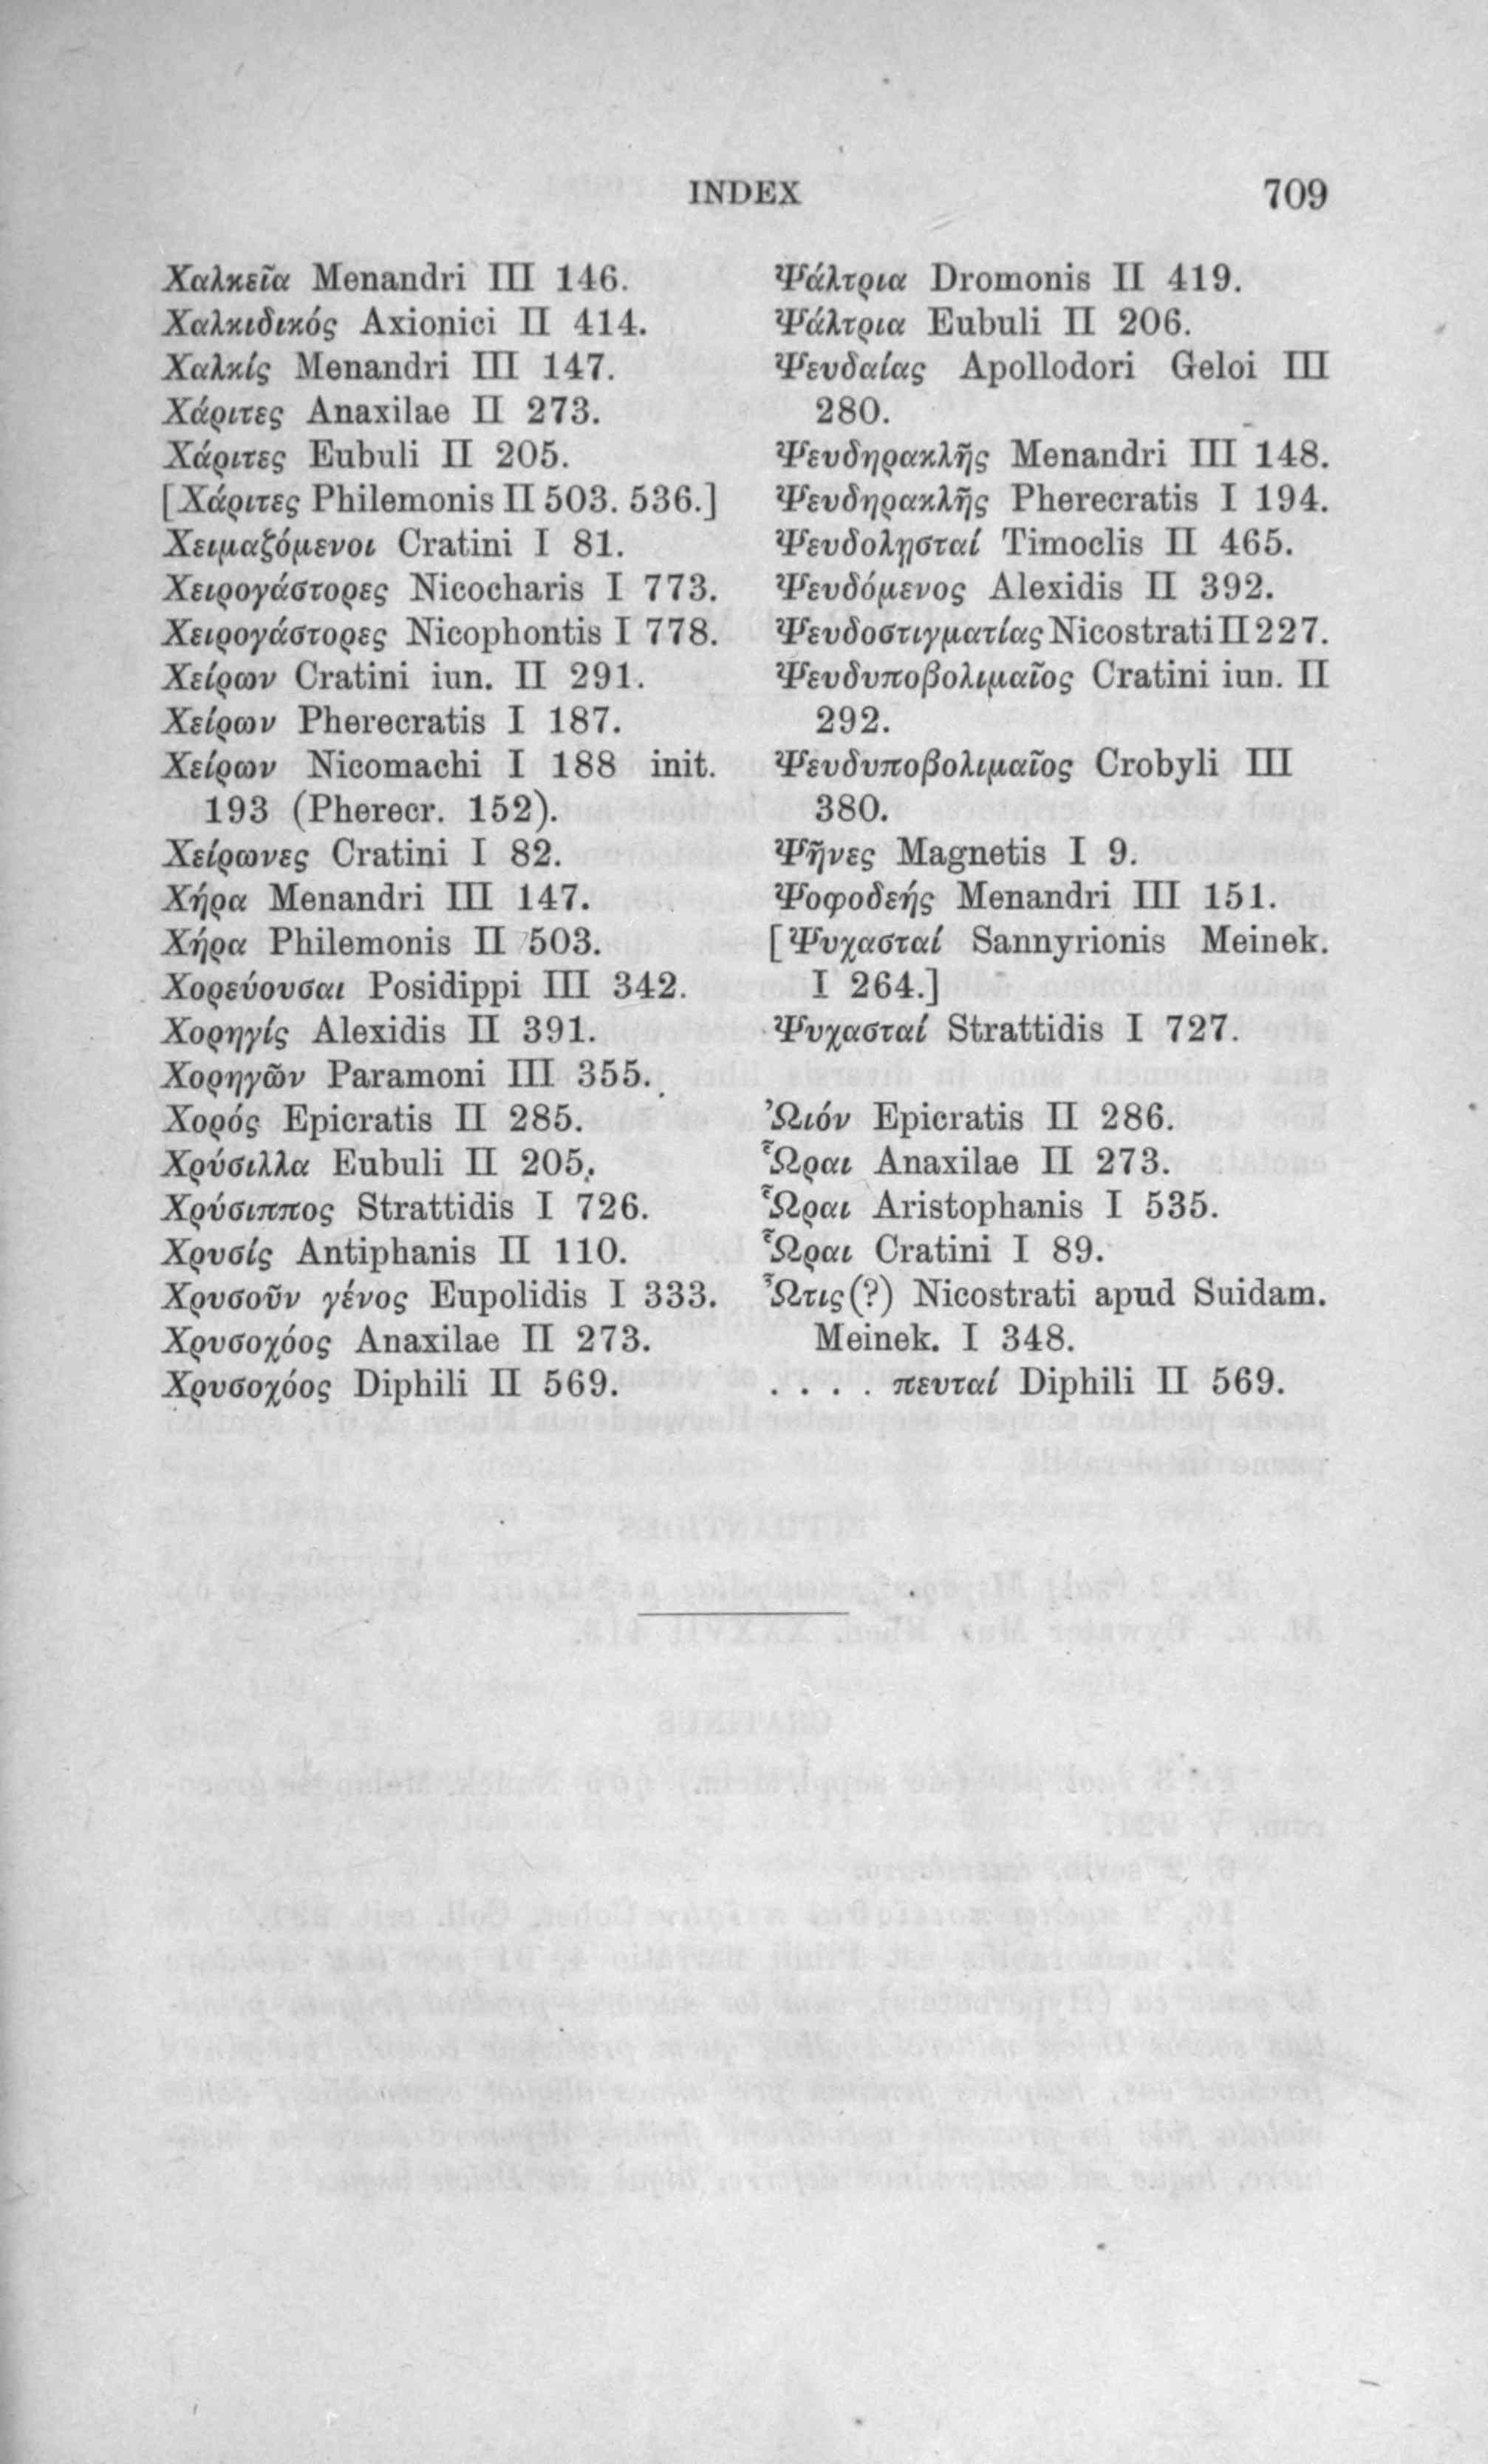 INDEX 709
Χαλκεῖα Menandri III 146.
Χαλκιδικός Axionici II 414.
Χαλκίς Menandri III 147.
Χάριτες Anaxilae II 273.
Χάριτες Eubuli II 205.
[Χάριτες Philemonis II 503. 536.]
Χειμαζόμενοι Cratini I 81.
Χειρογάστορες Nicocharis I 773.
Χειρογάστορες Nicophontis I 778.
Χείρων Cratini iun. II 291.
Χείρων Pherecratis I 187.
Χείρων Nicomachi I 188 init.
193 (Pherecr. 152).
Χείρωνες Cratini I 82.
Χήρα Menandri III 147.
Χήρα Philemonis II 503.
Χορεύουσαι Posidippi III 342.
Χορηγίς Alexidis II 391.
Χορηγῶν Paramoni III 355.
Χορός Epicratis II 285.
Χρύσιλλα Eubuli II 205.
Χρύσιππος Strattidis I 726.
Χρυσίς Antiphanis II 110.
Χρυσοῦν γένος Eupolidis I 333.
Χρυσοχόος Anaxilae II 273.
Χρυσοχόος Diphili II 569.
Ψάλτρια Dromonis II 419.
Ψάλτρια Eubuli II 206.
Ψευδαίας Apollodori Geloi III
280.
Ψευδηρακλῆς Menandri III 148.
Ψευδηρακλῆς Pherecratis I 194.
Ψευδολῃσταί Timoclis II 465.
Ψευδόμενος Alexidis II 392.
Ψευδοστιγματίας Nicostrati II 227.
Ψευδυποβολιμαῖος Cratini iun. II
292.
Ψευδυποβολιμαῖος Crobyli III
380.
Ψῆνες Magnetis I 9.
Ψοφοδεής Menandri III 151.
[Ψυχασταί Sannyrionis Meinek.
I 264.]
Ψυχασταί Strattidis I 727.
Ὠιόν Epicratis II 286.
Ὧραι Anaxilae II 273.
Ὧραι Aristophanis I 535.
Ὧραι Cratini I 89.
Ὦτις(?) Nicostrati apud Suidam.
Meinek. I 348.
. . . . πευταί Diphili II 569.